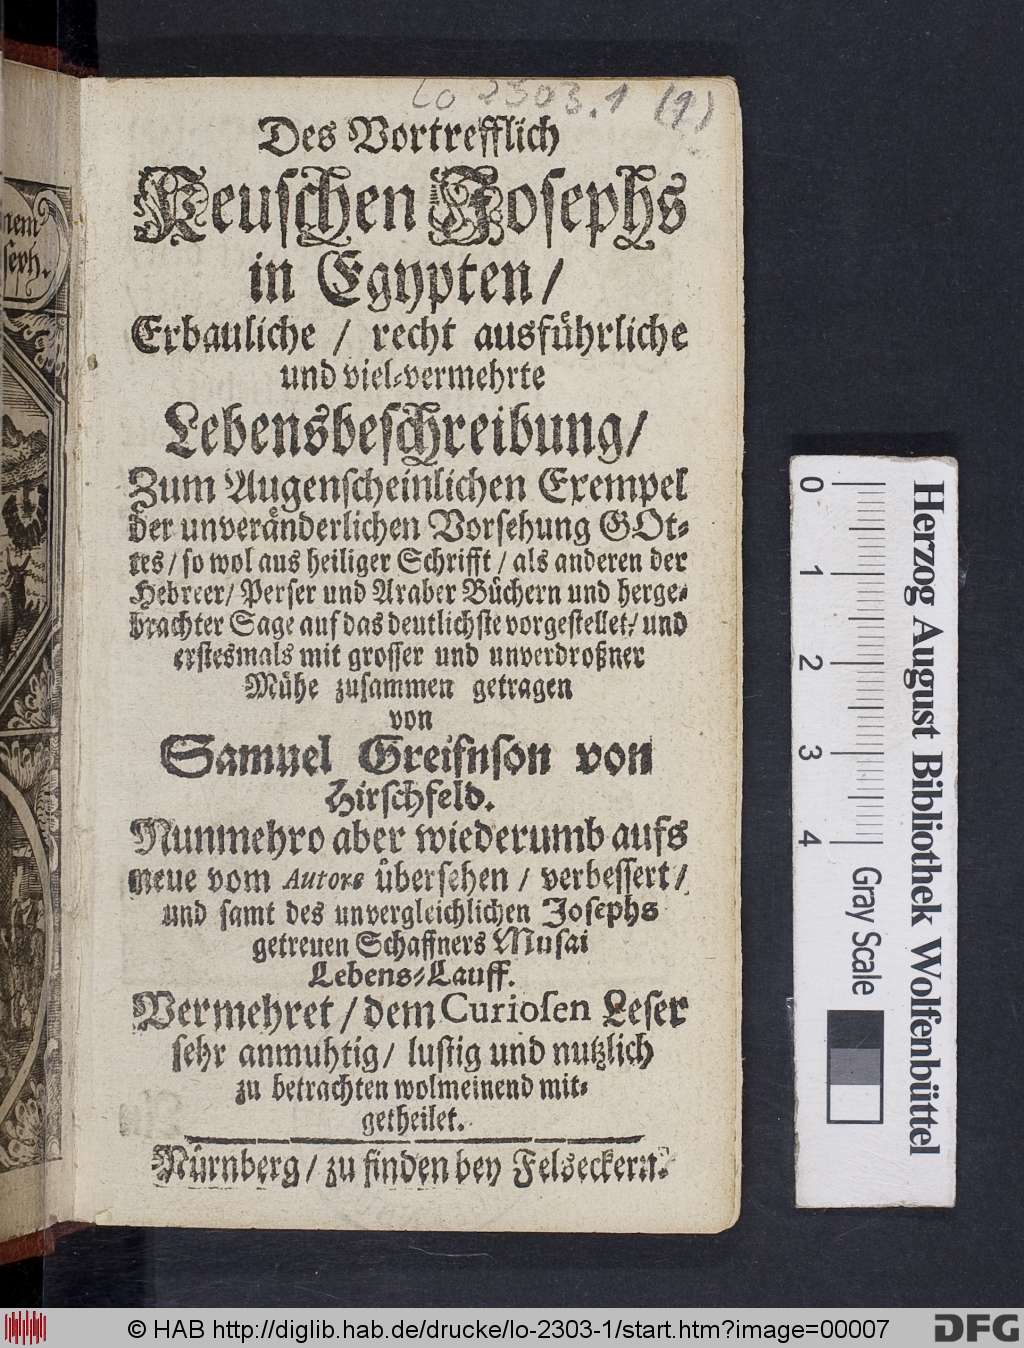 Lo 2303.1 (1)
nem
seph.
Des Vortrefflich
Keuschen Josephs
in Egypten /
Erbauliche / recht ausführliche
und viel-vermehrte
Lebensbeschreibung /
Zum Augenscheinlichen Exempel
der unveränderlichen Vorsehung GOt-
tes / so wol aus heiliger Schrifft / als anderen der
Hebreer / Perser und Araber Büchern und herge-
brachter Sage auf das deutlichste vorgestellet / und
erstesmals mit grosser und unverdroßner
Mühe zusammen getragen
von
Samuel Greifnson von
Hirschfeld.
Nunmehro aber wiederumb aufs
neue vom Autore übersehen / verbessert /
und samt des unvergleichlichen Josephs
getreuen Schaffners Musai
Lebens-Lauff.
Vermehret / dem Curiosen Leser
sehr anmuhtig / lustig und nutzlich
zu betrachten wolmeinend mit-
getheilet.
Nürnberg / zu finden bey Felseckern.
0 1 2 3 4
Herzog August Bibliothek Wolfenbüttel
Gray Scale
© HAB http://diglib.hab.de/drucke/lo-2303-1/start.htm?image=00007
DFG